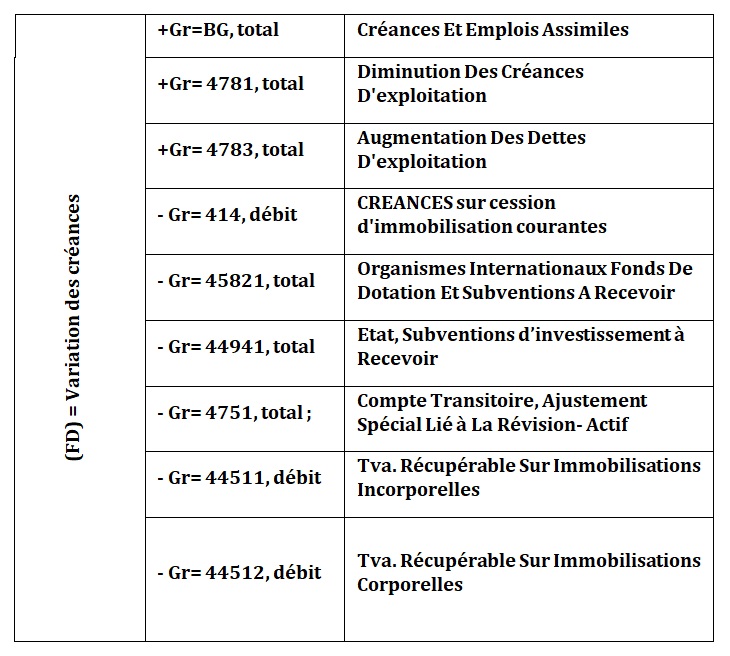 (FD) = Variation des créances
+Gr=BG, total
Créances Et Emplois Assimiles
+Gr= 4781, total
Diminution Des Créances
D'exploitation
+Gr= 4783, total
Augmentation Des Dettes
D'exploitation
- Gr= 414, débit
CREANCES sur cession
d'immobilisation courantes
- Gr= 45821, total
Organismes Internationaux Fonds De
Dotation Et Subventions A Recevoir
- Gr= 44941, total
Etat, Subventions d’investissement à
Recevoir
- Gr= 4751, total ;
Compte Transitoire, Ajustement
Spécial Lié à La Révision- Actif
- Gr= 44511, débit
Tva. Récupérable Sur Immobilisations
Incorporelles
- Gr= 44512, débit
Tva. Récupérable Sur Immobilisations
Corporelles